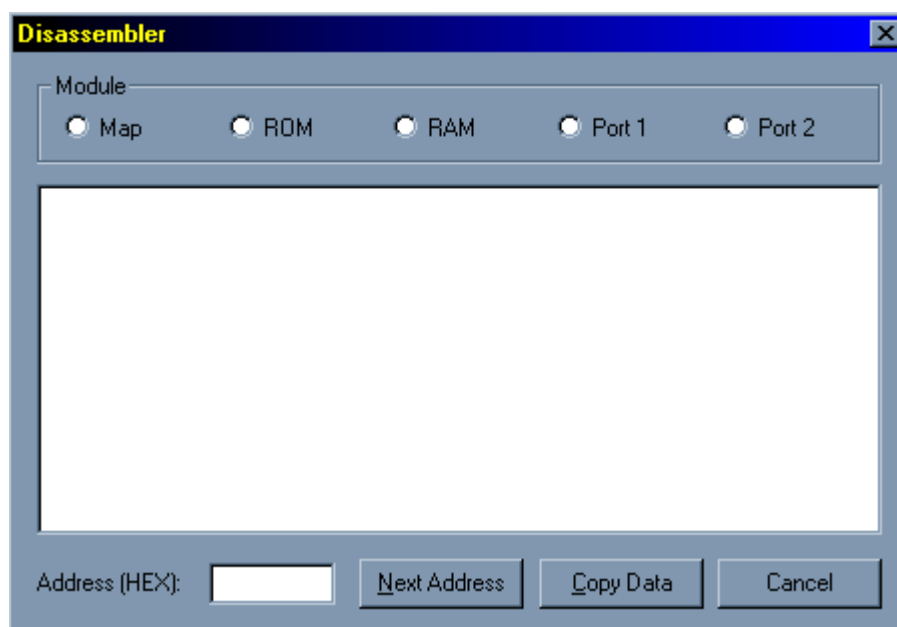 Disassembler
Module
Map ROM RAM Port 1 Port 2
Address (HEX): Next Address Copy Data Cancel